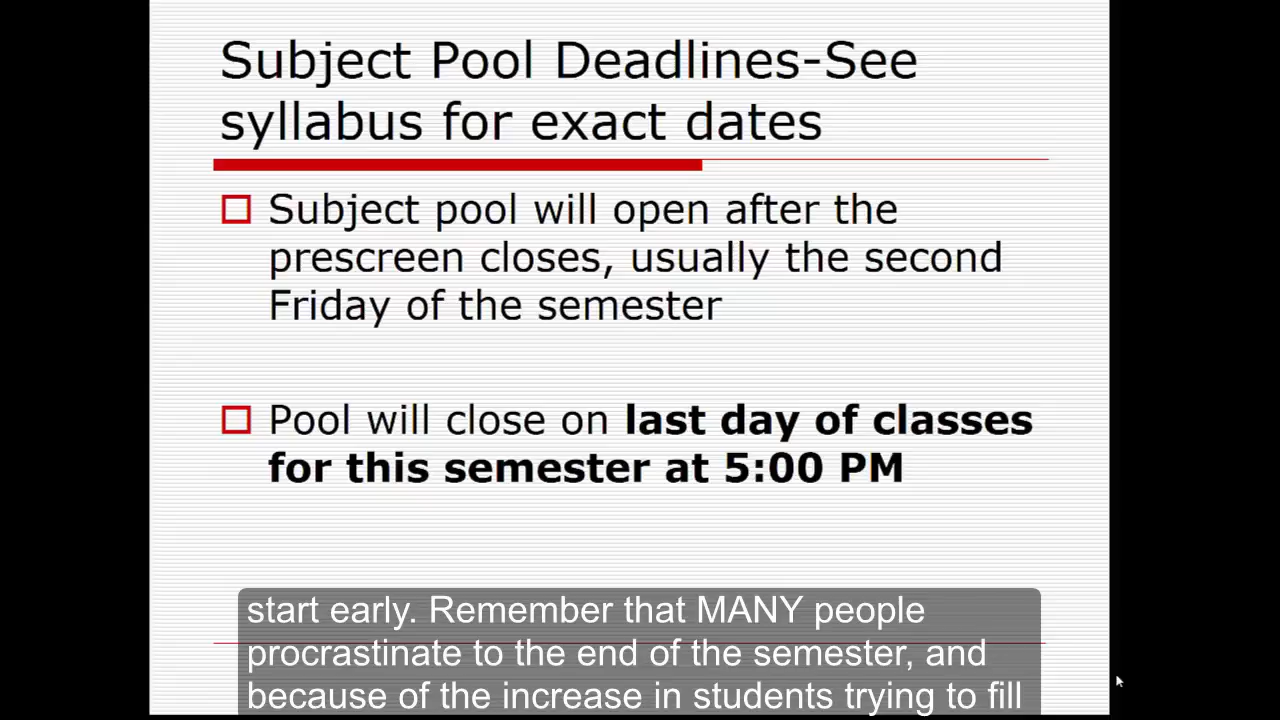 Subject Pool Deadlines-See
syllabus for exact dates
Subject pool will open after the
prescreen closes, usually the second
Friday of the semester
Pool will close on last day of classes
for this semester at 5:00 PM
start early. Remember that MANY people
procrastinate to the end of the semester, and
because of the increase in students trying to fill